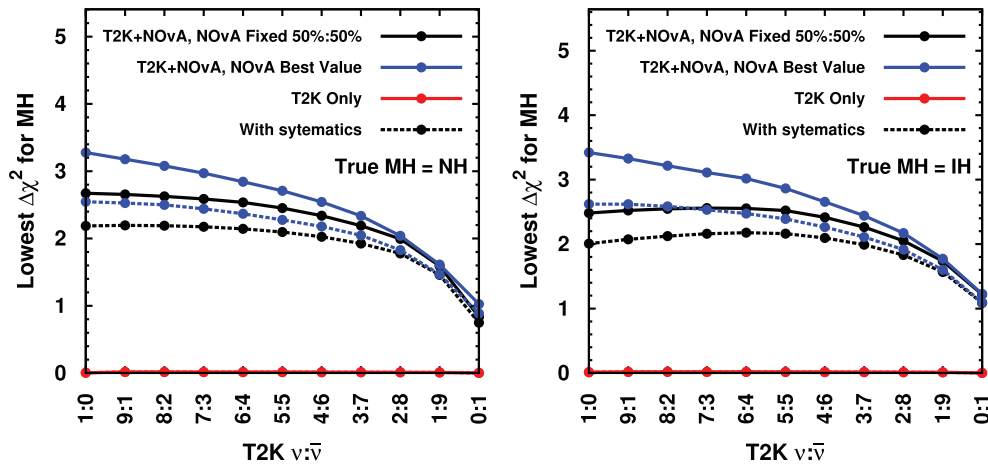 5
4
3
2
1
0
Lowest Δχ² for MH
T2K+NOvA, NOvA Fixed 50%:50%
T2K+NOvA, NOvA Best Value
T2K Only
With sytematics
True MH = NH
1:0
9:1
8:2
7:3
6:4
5:5
4:6
3:7
2:8
1:9
0:1
T2K ν:ν̅
5
4
3
2
1
0
Lowest Δχ² for MH
T2K+NOvA, NOvA Fixed 50%:50%
T2K+NOvA, NOvA Best Value
T2K Only
With sytematics
True MH = IH
1:0
9:1
8:2
7:3
6:4
5:5
4:6
3:7
2:8
1:9
0:1
T2K ν:ν̅